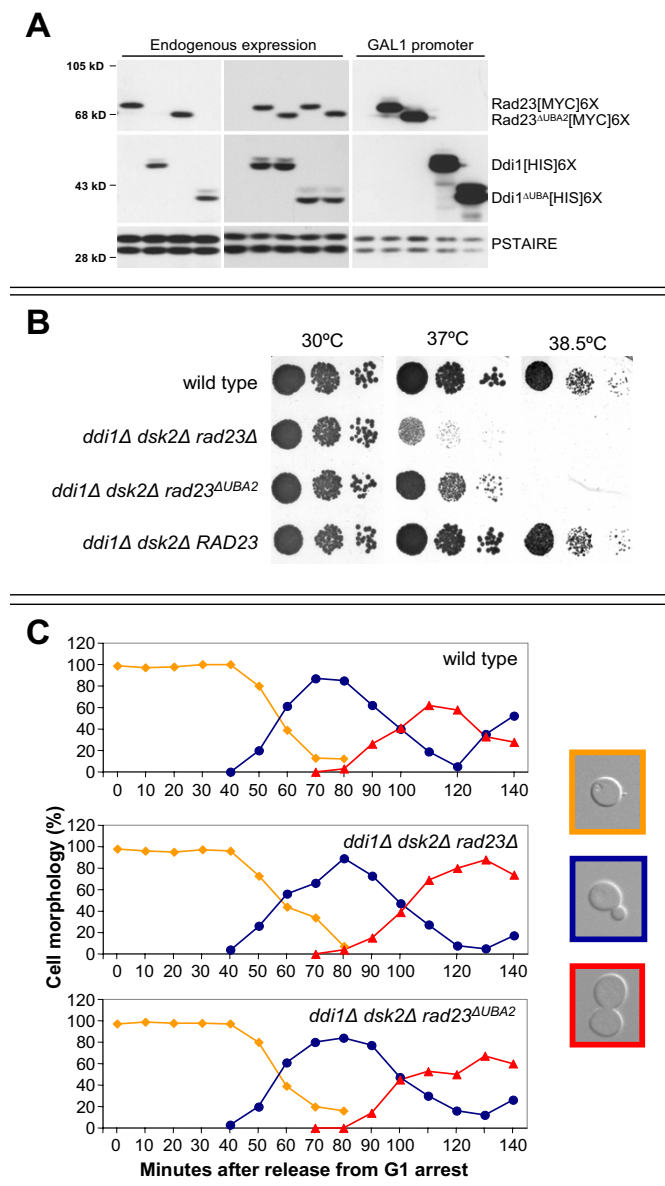 A
Endogenous expression
GAL1 promoter
105 kD
68 kD
Rad23[MYC]6X
Rad23ΔUBA2[MYC]6X
43 kD
Ddi1[HIS]6X
Ddi1ΔUBA[HIS]6X
28 kD
PSTAIRE
B
30ºC 37ºC 38.5ºC
wild type
ddi1Δ dsk2Δ rad23Δ
ddi1Δ dsk2Δ rad23ΔUBA2
ddi1Δ dsk2Δ RAD23
C
Cell morphology (%)
120
100
80
60
40
20
0
wild type
0 10 20 30 40 50 60 70 80 90 100 110 120 130 140
120
100
80
60
40
20
0
ddi1Δ dsk2Δ rad23Δ
0 10 20 30 40 50 60 70 80 90 100 110 120 130 140
120
100
80
60
40
20
0
ddi1Δ dsk2Δ rad23ΔUBA2
0 10 20 30 40 50 60 70 80 90 100 110 120 130 140
Minutes after release from G1 arrest